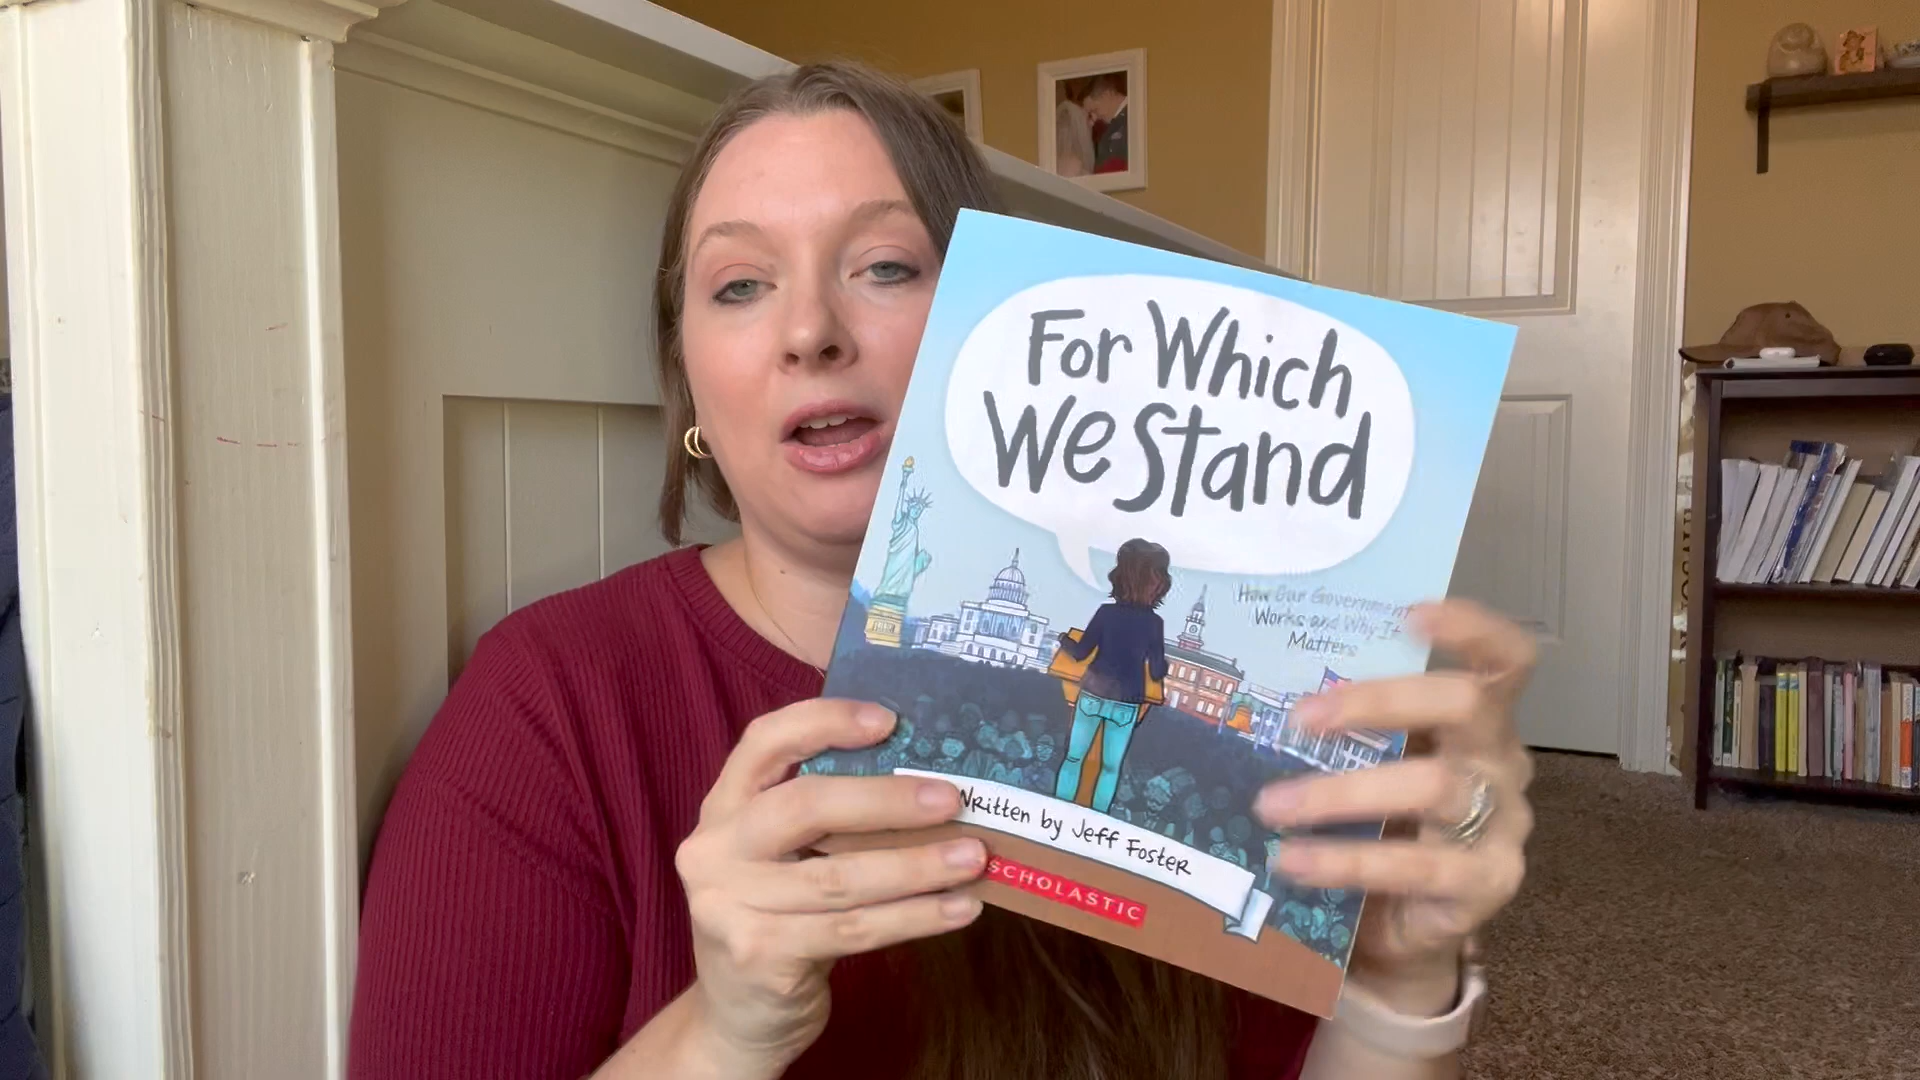 For Which
We Stand
How Our Government
Works and Why It
Matters
Written by Jeff Foster
SCHOLASTIC